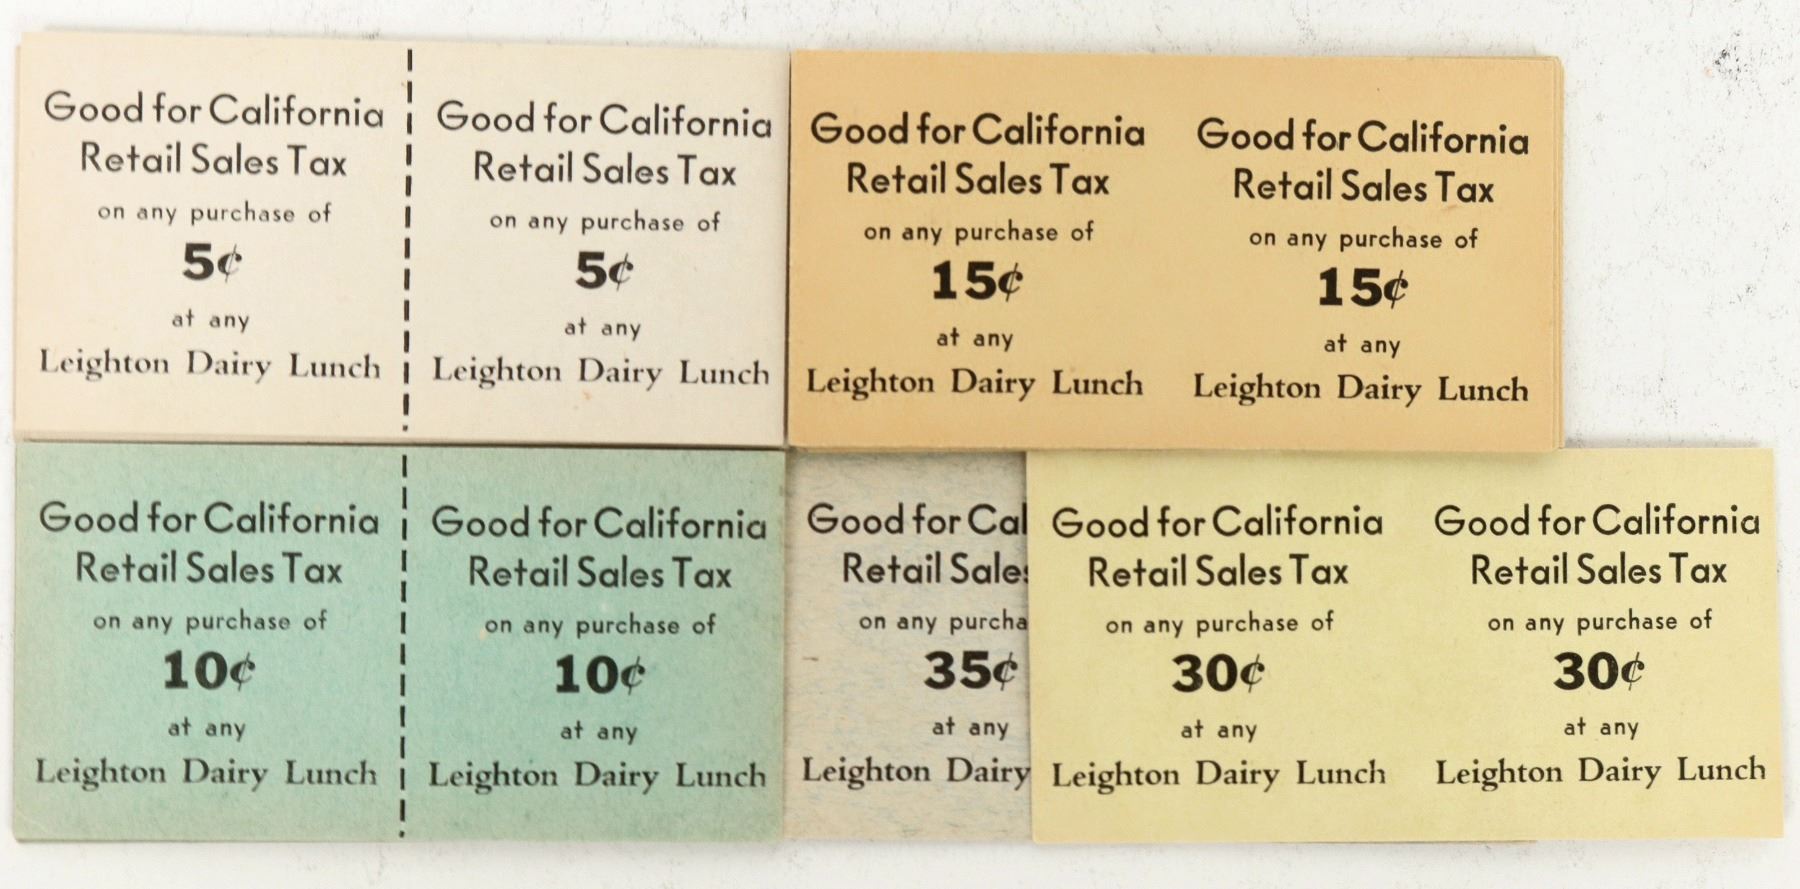 Good for California
Retail Sales Tax
on any purchase of
5¢
at any
Leighton Dairy Lunch
Good for California
Retail Sales Tax
on any purchase of
5¢
at any
Leighton Dairy Lunch
Good for California
Retail Sales Tax
on any purchase of
15¢
at any
Leighton Dairy Lunch
Good for California
Retail Sales Tax
on any purchase of
15¢
at any
Leighton Dairy Lunch
Good for California
Retail Sales Tax
on any purchase of
10¢
at any
Leighton Dairy Lunch
Good for California
Retail Sales Tax
on any purchase of
10¢
at any
Leighton Dairy Lunch
Good for Cal
Retail Sales
on any purcha
35¢
at any
Leighton Dairy
Good for California
Retail Sales Tax
on any purchase of
30¢
at any
Leighton Dairy Lunch
Good for California
Retail Sales Tax
on any purchase of
30¢
at any
Leighton Dairy Lunch